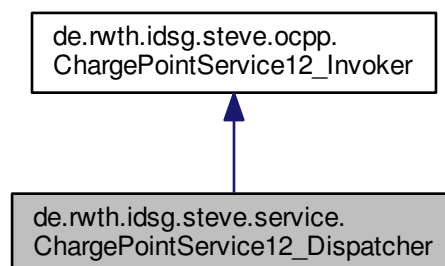 de.rwth.idsg.steve.ocpp.
ChargePointService12_Invoker
de.rwth.idsg.steve.service.
ChargePointService12_Dispatcher